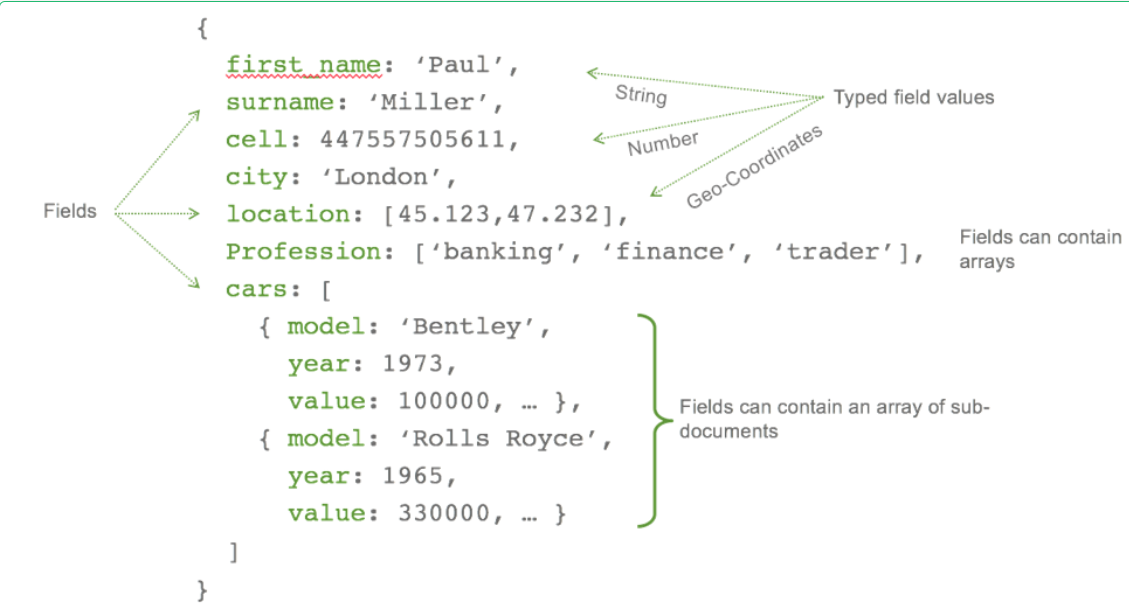 {
first_name: ‘Paul’,
surname: ‘Miller’,
cell: 447557505611,
city: ‘London’,
location: [45.123,47.232],
Profession: [‘banking’, ‘finance’, ‘trader’],
cars: [
{ model: ‘Bentley’,
year: 1973,
value: 100000, … },
{ model: ‘Rolls Royce’,
year: 1965,
value: 330000, … }
]
}
Fields
String
Number
Geo-Coordinates
Typed field values
Fields can contain
arrays
Fields can contain an array of sub-
documents